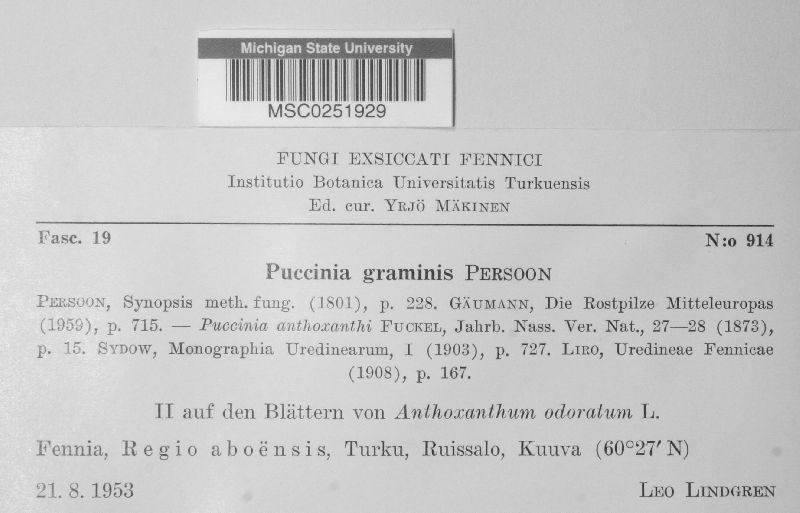 Michigan State University
MSC0251929
FUNGI EXSICCATI FENNICI
Institutio Botanica Universitatis Turkuensis
Ed. cur. YRJÖ MÄKINEN
Fasc. 19 N:o 914
Puccinia graminis PERSOON
PERSOON, Synopsis meth. fung. (1801), p. 228. GÄUMANN, Die Rostpilze Mitteleuropas
(1959), p. 715. — Puccinia anthoxanthi FUCKEL, Jahrb. Nass. Ver. Nat., 27—28 (1873),
p. 15. SYDOW, Monographia Uredinearum, I (1903), p. 727. LIRO, Uredineae Fennicae
(1908), p. 167.
II auf den Blättern von Anthoxanthum odoratum L.
Fennia, Regio aboënsis, Turku, Ruissalo, Kuuva (60°27′ N)
21. 8. 1953 LEO LINDGREN